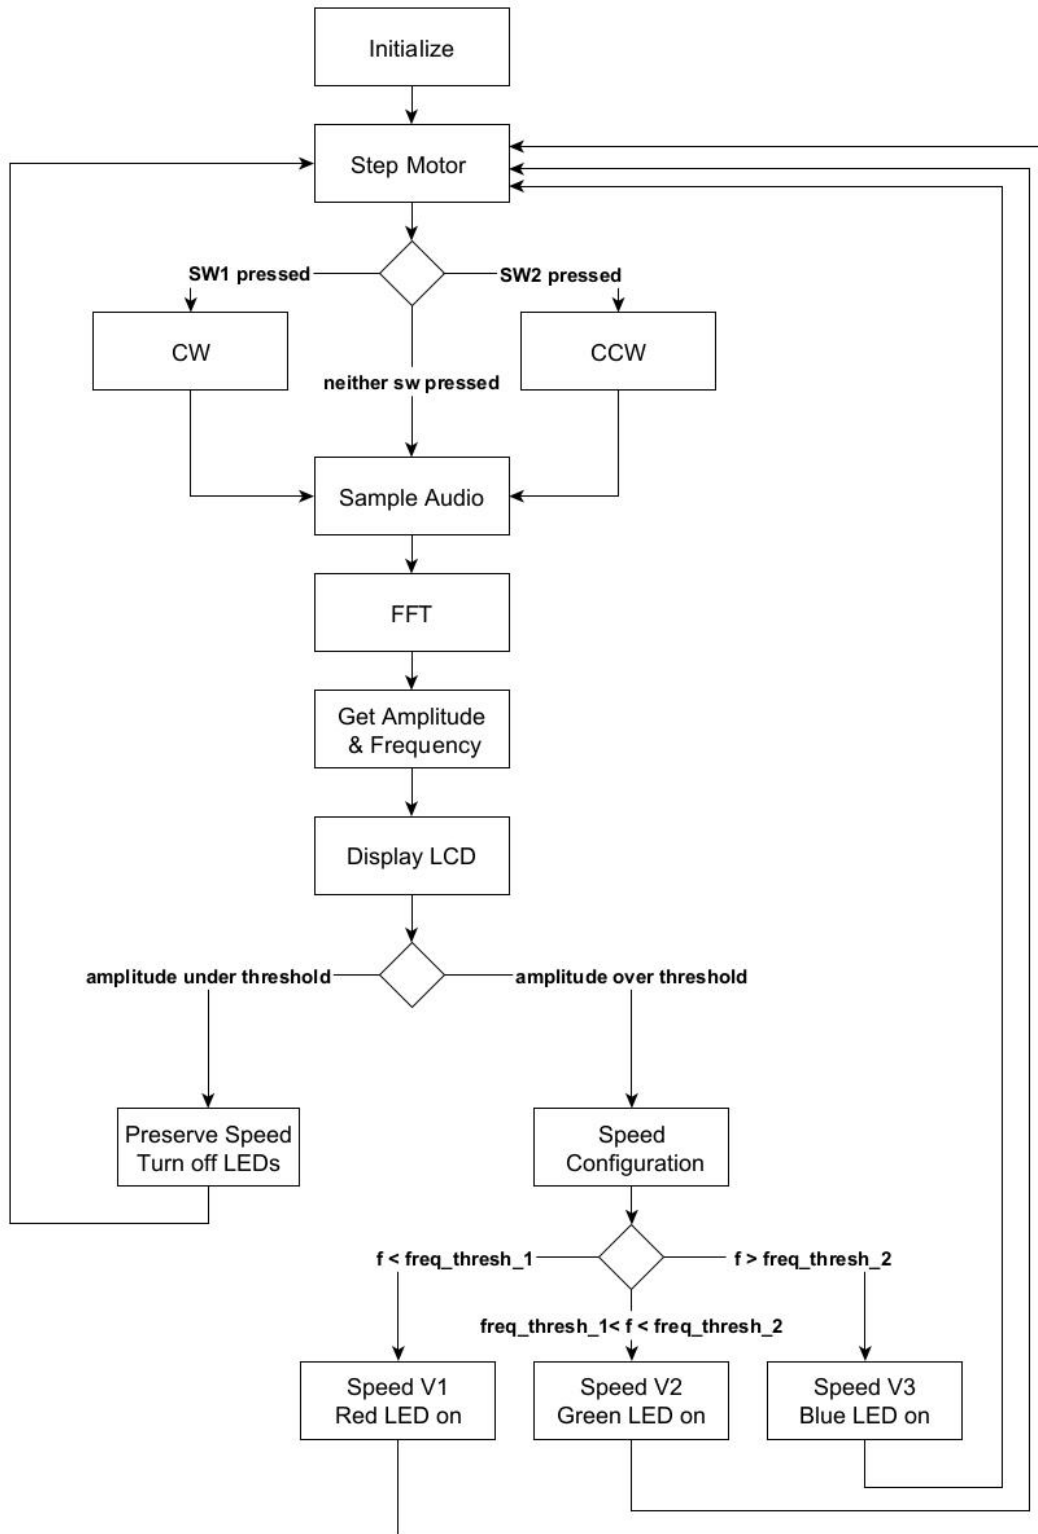 Initialize
Step Motor
SW1 pressed
SW2 pressed
CW
CCW
neither sw pressed
Sample Audio
FFT
Get Amplitude
& Frequency
Display LCD
amplitude under threshold
amplitude over threshold
Preserve Speed
Turn off LEDs
Speed
Configuration
f < freq_thresh_1
f > freq_thresh_2
freq_thresh_1< f < freq_thresh_2
Speed V1
Red LED on
Speed V2
Green LED on
Speed V3
Blue LED on